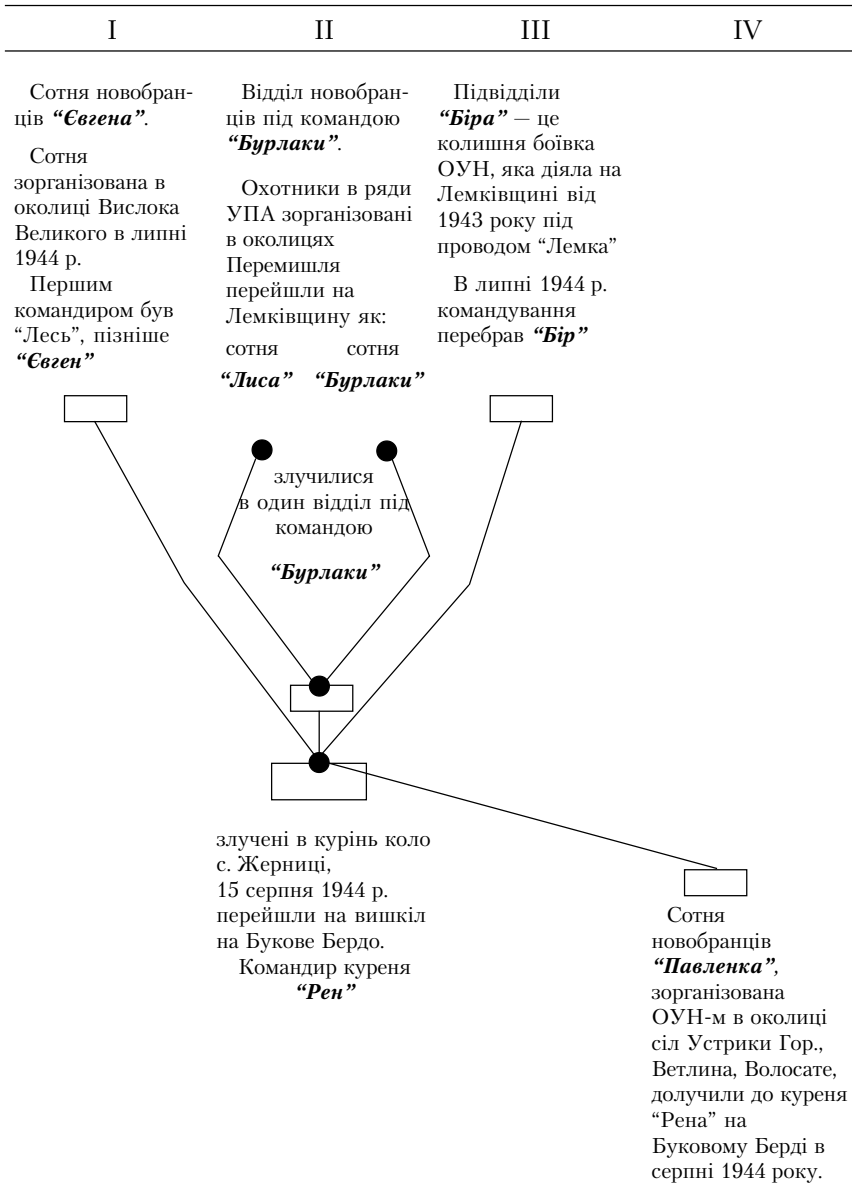 I II III IV
Сотня новобран-
ців “Євгена”.
Сотня
зорганізована в
околиці Вислока
Великого в липні
1944 р.
Першим
командиром був
“Лесь”, пізніше
“Євген”
Відділ новобран-
ців під командою
“Бурлаки”.
Охотники в ряди
УПА зорганізовані
в околицях
Перемишля
перейшли на
Лемківщину як:
сотня сотня
“Лиса” “Бурлаки”
Підвідділи
“Біра” — це
колишня боївка
ОУН, яка діяла на
Лемківщині від
1943 року під
проводом “Лемка”
В липні 1944 р.
командування
перебрав “Бір”
злучилися
в один відділ під
командою
“Бурлаки”
злучені в курінь коло
с. Жерниці,
15 серпня 1944 р.
перейшли на вишкіл
на Букове Бердо.
Командир куреня
“Рен”
Сотня
новобранців
“Павленка”,
зорганізована
ОУН-м в околиці
сіл Устрики Гор.,
Ветлина, Волосате,
долучили до куреня
“Рена” на
Буковому Берді в
серпні 1944 року.